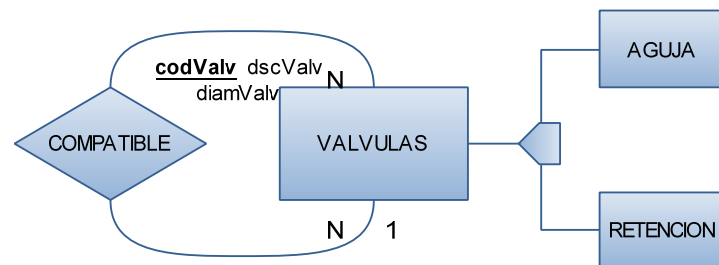 AGUJA
codValv dscValv
diamValv
N
COMPATIBLE
VALVULAS
N 1
RETENCION